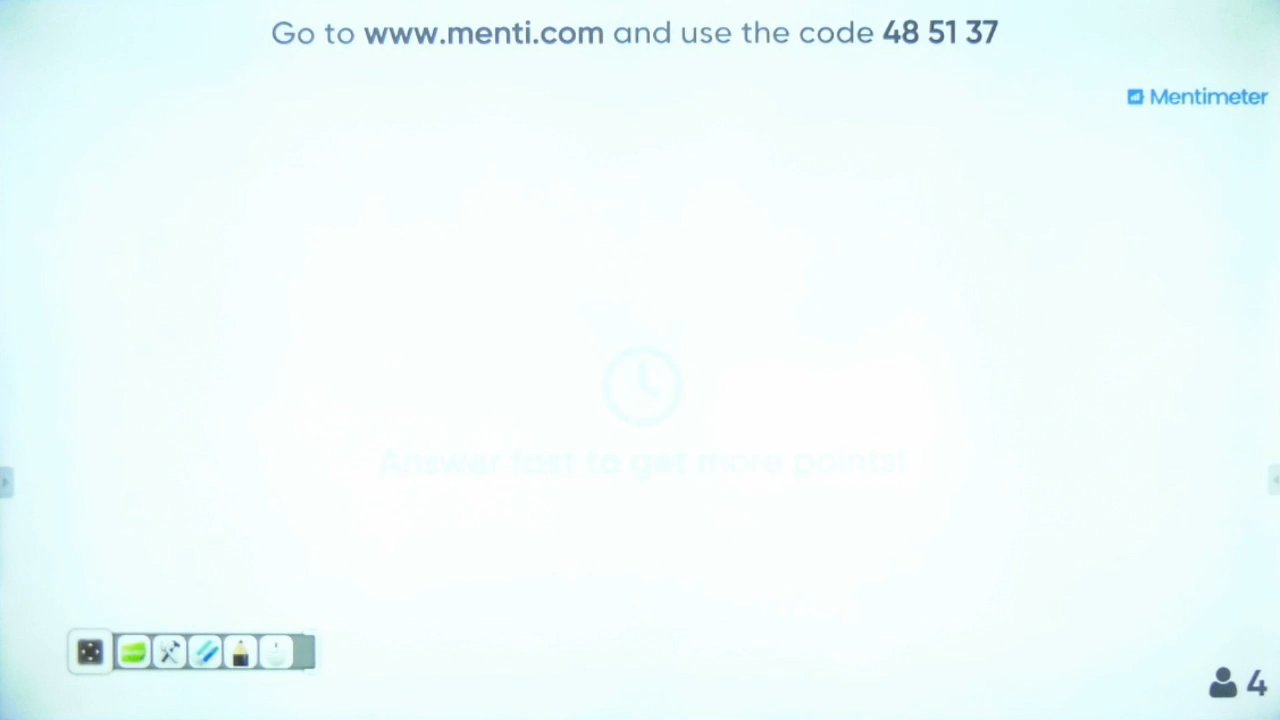 Go to www.menti.com and use the code 48 51 37
Mentimeter
Answer fast to get more points!
4